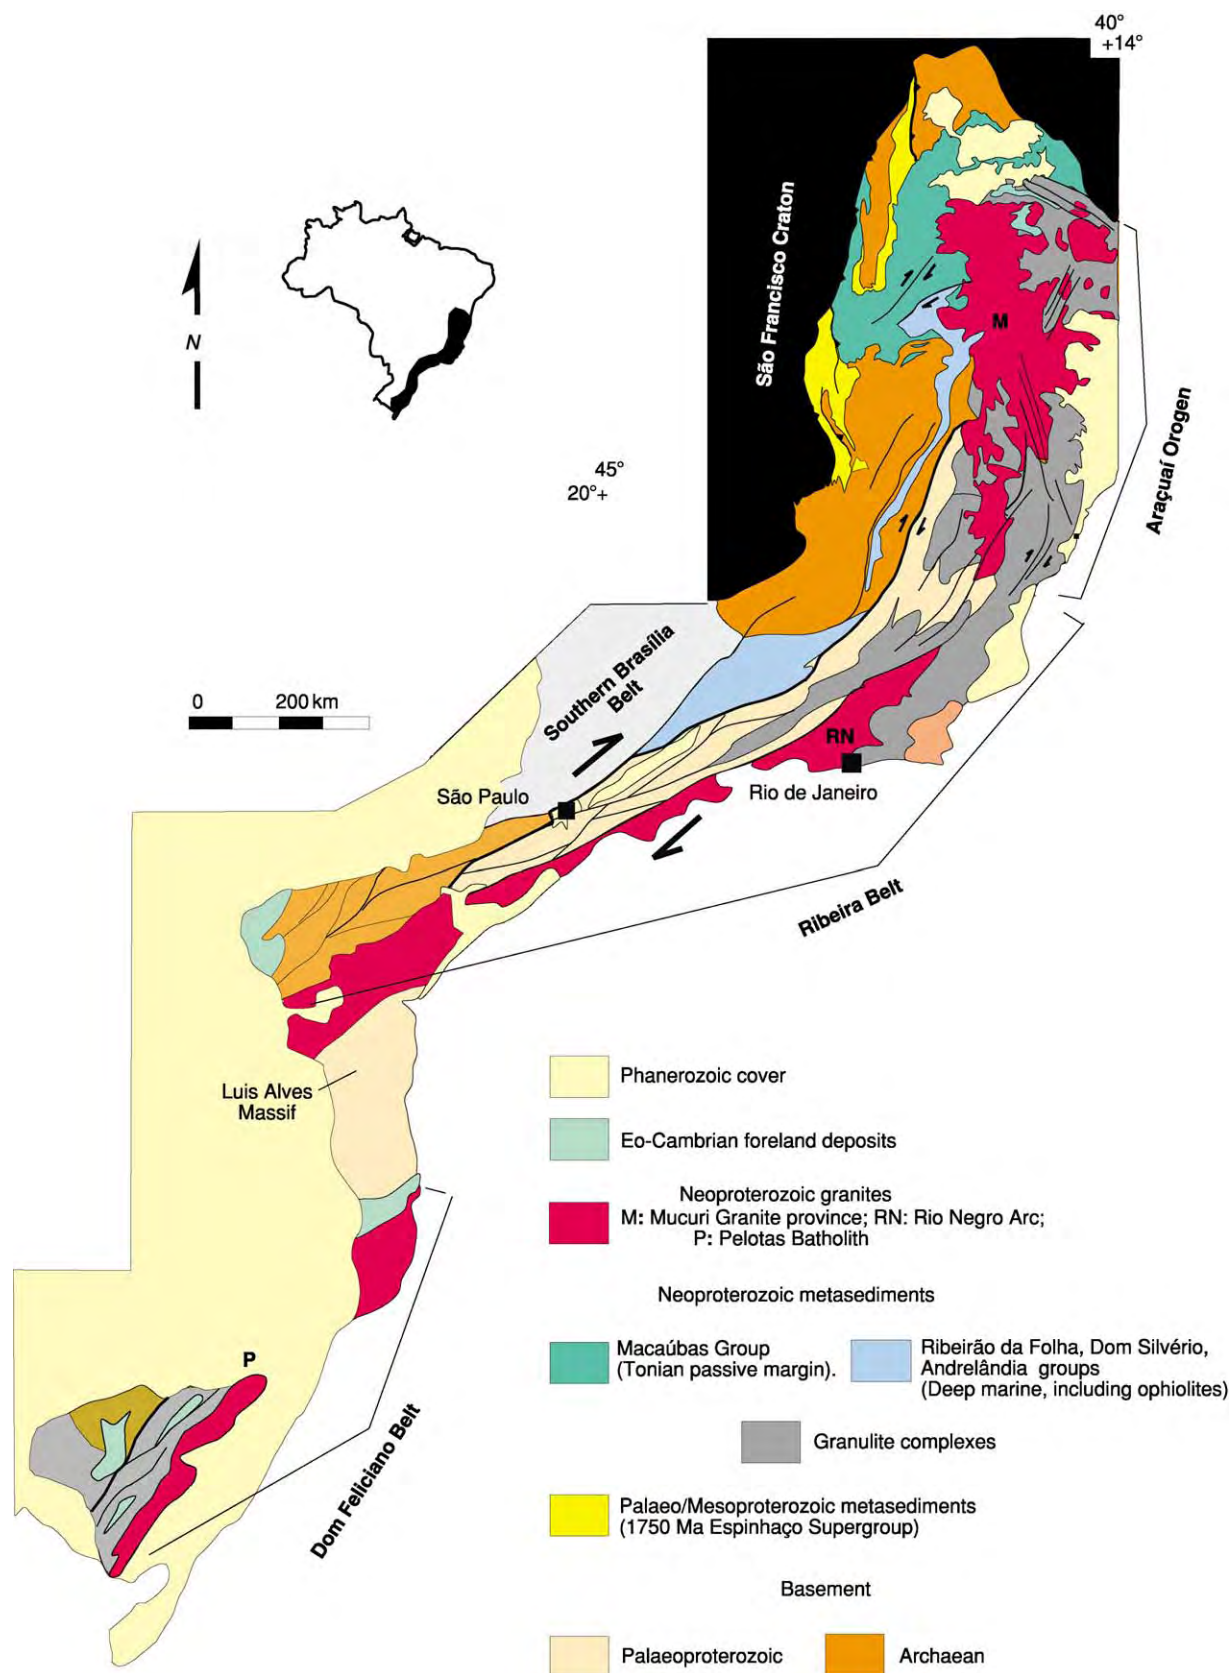 40°
+14°
São Francisco Craton
N
M
45°
20°+
Araçuaí Orogen
Southern Brasília
Belt
0 200 km
RN
São Paulo
Rio de Janeiro
Ribeira Belt
Luis Alves
Massif
P
Dom Feliciano Belt
Phanerozoic cover
Eo-Cambrian foreland deposits
Neoproterozoic granites
M: Mucuri Granite province; RN: Rio Negro Arc;
P: Pelotas Batholith
Neoproterozoic metasediments
Macaúbas Group
(Tonian passive margin).
Ribeirão da Folha, Dom Silvério,
Andrelândia groups
(Deep marine, including ophiolites)
Granulite complexes
Palaeo/Mesoproterozoic metasediments
(1750 Ma Espinhaço Supergroup)
Basement
Palaeoproterozoic
Archaean